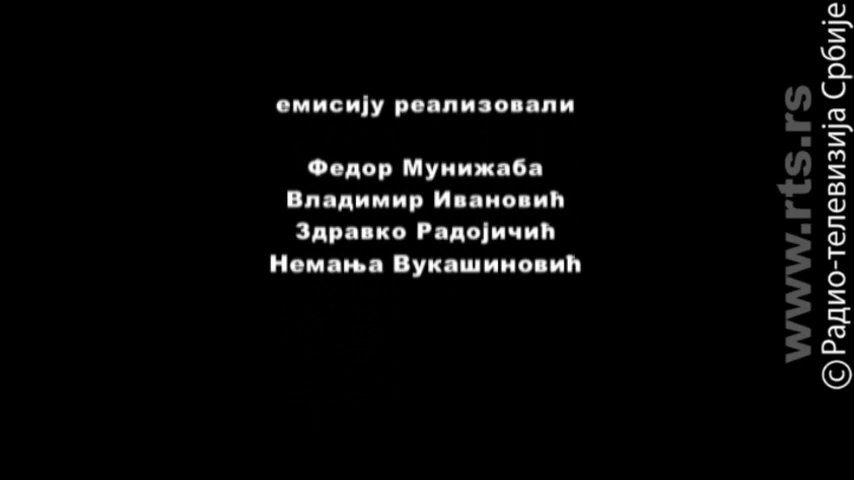 емисију реализовали
Федор Мунижаба
Владимир Ивановић
Здравко Радојичић
Немања Вукашиновић
www.rts.rs
©Радио-телевизија Србије